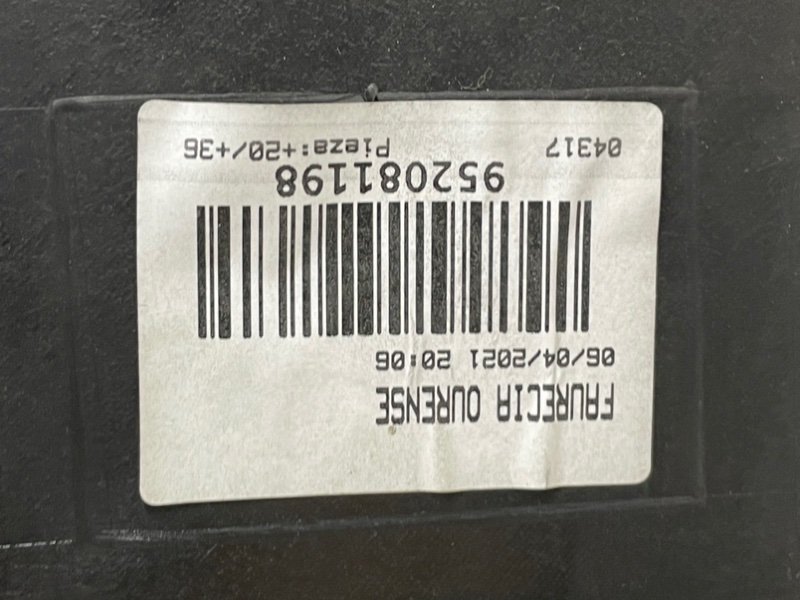 FAURECIA OURENSE
06/04/2021 20:06
952081198
04317 Pieza:+20/+36